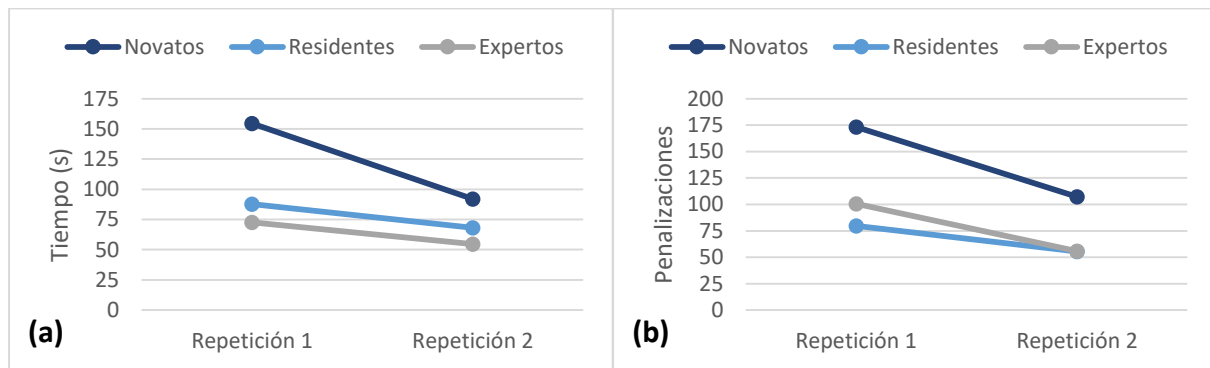 Novatos Residentes Expertos
Tiempo (s)
175
150
125
100
75
50
25
0
Repetición 1 Repetición 2
(a)
Novatos Residentes Expertos
Penalizaciones
200
175
150
125
100
75
50
25
0
Repetición 1 Repetición 2
(b)